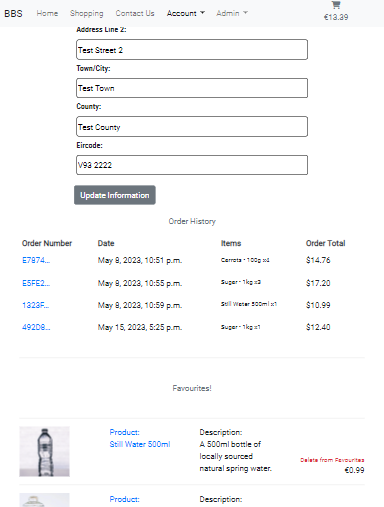 BBS Home Shopping Contact Us Account Admin €13.39
Address Line 2:
Test Street 2
Town/City:
Test Town
County:
Test County
Eircode:
V93 2222
Update Information
Order History
Order Number Date Items Order Total
E7874... May 8, 2023, 10:51 p.m. Carrots - 100g x4 $14.76
E5FE2... May 8, 2023, 10:55 p.m. Sugar - 1kg x3 $17.20
1323F... May 8, 2023, 10:59 p.m. Still Water 500ml x1 $10.99
492D8... May 15, 2023, 5:25 p.m. Sugar - 1kg x1 $12.40
Favourites!
Product: Description:
Still Water 500ml A 500ml bottle of
locally sourced
natural spring water.
Delete from Favourites
€0.99
Product: Description: